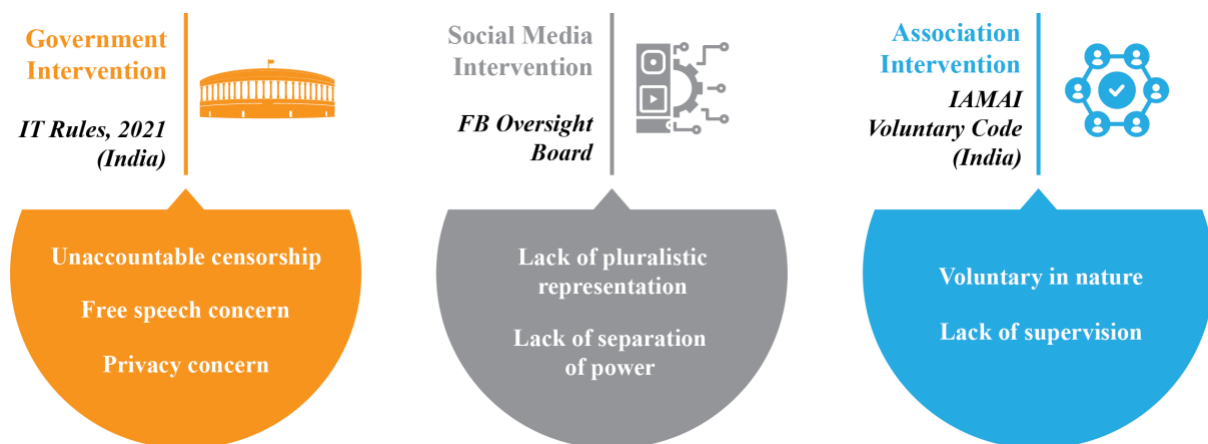 Government
Intervention
IT Rules, 2021
(India)
Unaccountable censorship
Free speech concern
Privacy concern
Social Media
Intervention
FB Oversight
Board
Lack of pluralistic
representation
Lack of separation
of power
Association
Intervention
IAMAI
Voluntary Code
(India)
Voluntary in nature
Lack of supervision